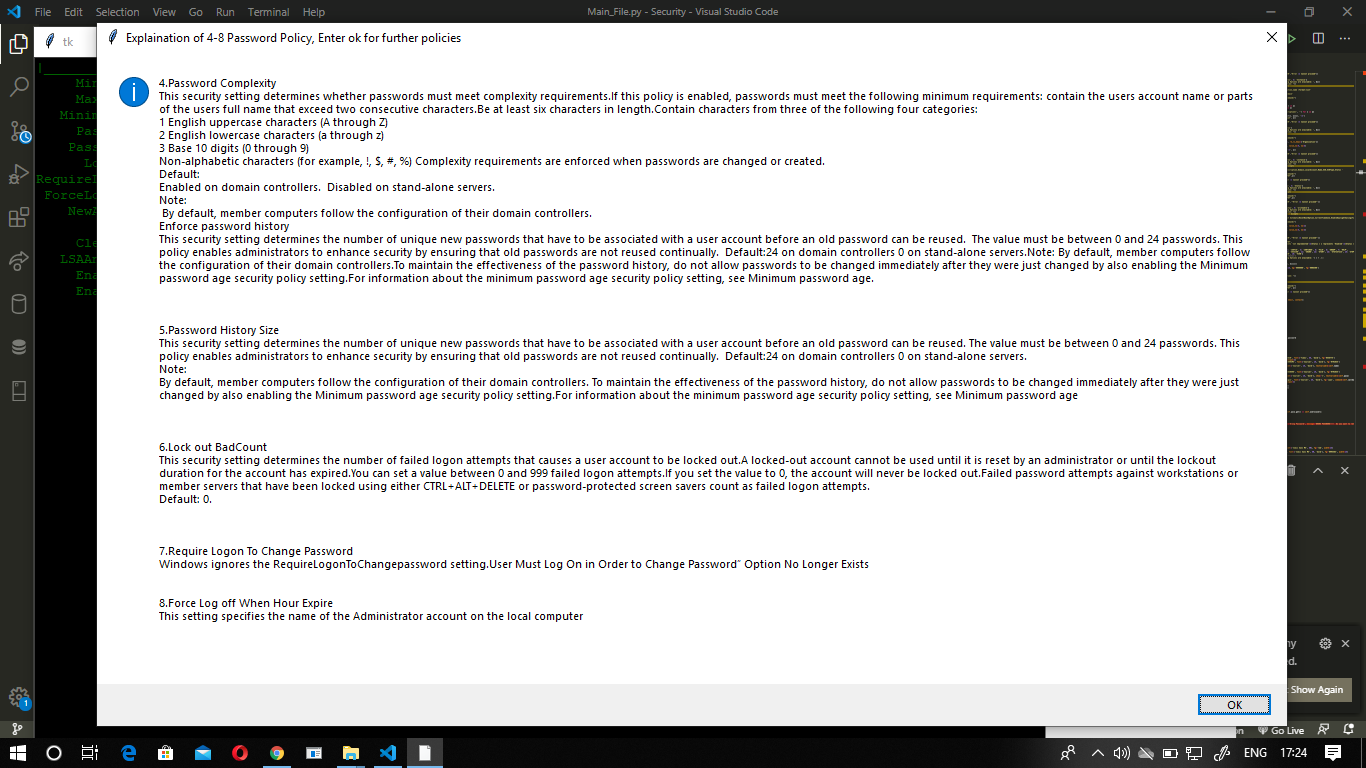 File Edit Selection View Go Run Terminal Help
Main_File.py - Security - Visual Studio Code
tk
Explaination of 4-8 Password Policy, Enter ok for further policies
4.Password Complexity
This security setting determines whether passwords must meet complexity requirements.If this policy is enabled, passwords must meet the following minimum requirements: contain the users account name or parts
of the users full name that exceed two consecutive characters.Be at least six characters in length.Contain characters from three of the following four categories:
1 English uppercase characters (A through Z)
2 English lowercase characters (a through z)
3 Base 10 digits (0 through 9)
Non-alphabetic characters (for example, !, $, #, %) Complexity requirements are enforced when passwords are changed or created.
Default:
Enabled on domain controllers.  Disabled on stand-alone servers.
Note:
By default, member computers follow the configuration of their domain controllers.
Enforce password history
This security setting determines the number of unique new passwords that have to be associated with a user account before an old password can be reused.  The value must be between 0 and 24 passwords. This
policy enables administrators to enhance security by ensuring that old passwords are not reused continually.  Default:24 on domain controllers 0 on stand-alone servers.Note: By default, member computers follow
the configuration of their domain controllers.To maintain the effectiveness of the password history, do not allow passwords to be changed immediately after they were just changed by also enabling the Minimum
password age security policy setting.For information about the minimum password age security policy setting, see Minimum password age.
5.Password History Size
This security setting determines the number of unique new passwords that have to be associated with a user account before an old password can be reused. The value must be between 0 and 24 passwords. This
policy enables administrators to enhance security by ensuring that old passwords are not reused continually.  Default:24 on domain controllers 0 on stand-alone servers.
Note:
By default, member computers follow the configuration of their domain controllers. To maintain the effectiveness of the password history, do not allow passwords to be changed immediately after they were just
changed by also enabling the Minimum password age security policy setting.For information about the minimum password age security policy setting, see Minimum password age
6.Lock out BadCount
This security setting determines the number of failed logon attempts that causes a user account to be locked out.A locked-out account cannot be used until it is reset by an administrator or until the lockout
duration for the account has expired.You can set a value between 0 and 999 failed logon attempts.If you set the value to 0, the account will never be locked out.Failed password attempts against workstations or
member servers that have been locked using either CTRL+ALT+DELETE or password-protected screen savers count as failed logon attempts.
Default: 0.
7.Require Logon To Change Password
Windows ignores the RequireLogonToChangepassword setting.User Must Log On in Order to Change Password″ Option No Longer Exists
8.Force Log off When Hour Expire
This setting specifies the name of the Administrator account on the local computer
OK
Min
Max
Minim
Pas
Pass
Lo
RequireL
ForceLo
NewA
Cle
LSAAn
Ena
Ena
Show Again
Go Live
1
ENG 17:24